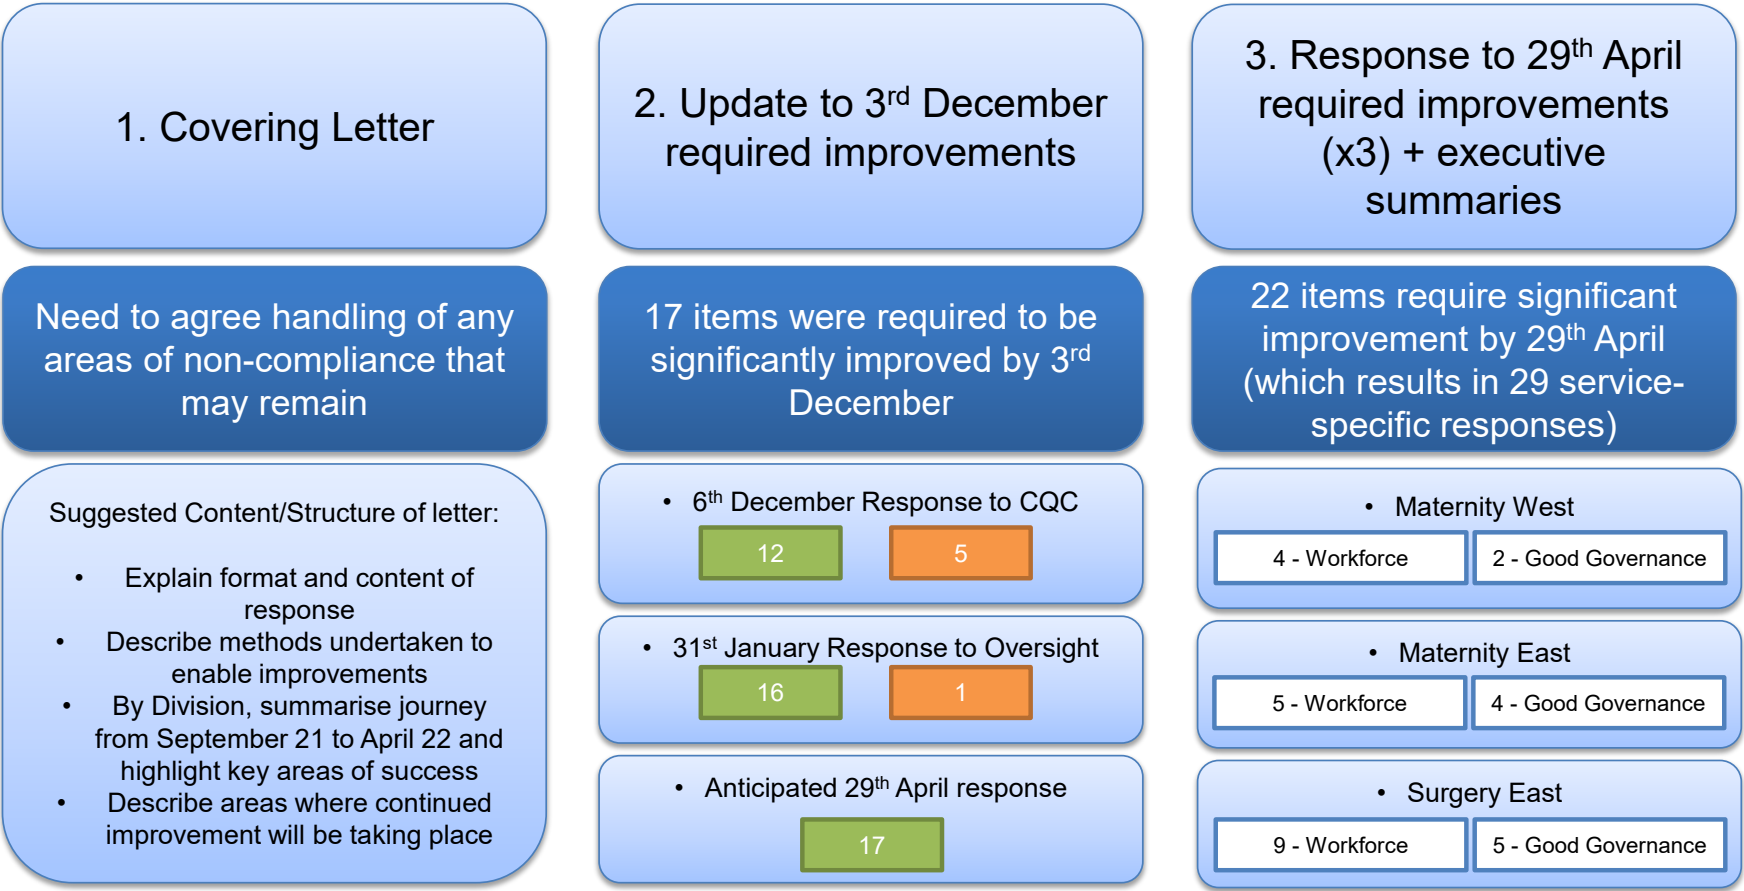 1. Covering Letter
Need to agree handling of any
areas of non-compliance that
may remain
Suggested Content/Structure of letter:
• Explain format and content of
response
• Describe methods undertaken to
enable improvements
• By Division, summarise journey
from September 21 to April 22 and
highlight key areas of success
• Describe areas where continued
improvement will be taking place
2. Update to 3rd December
required improvements
17 items were required to be
significantly improved by 3rd
December
• 6th December Response to CQC
12 5
• 31st January Response to Oversight
16 1
• Anticipated 29th April response
17
3. Response to 29th April
required improvements
(x3) + executive
summaries
22 items require significant
improvement by 29th April
(which results in 29 service-
specific responses)
• Maternity West
4 - Workforce 2 - Good Governance
• Maternity East
5 - Workforce 4 - Good Governance
• Surgery East
9 - Workforce 5 - Good Governance